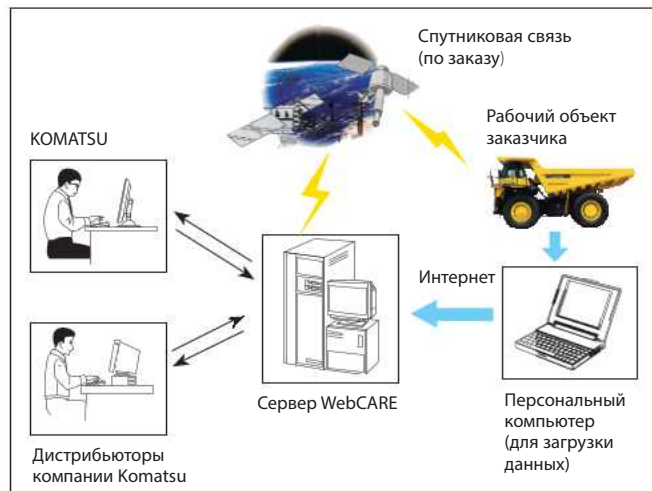 Спутниковая связь
(по заказу)
Рабочий объект
заказчика
KOMATSU
Интернет
Сервер WebCARE
Персональный
компьютер
(для загрузки
данных)
Дистрибьюторы
компании Komatsu